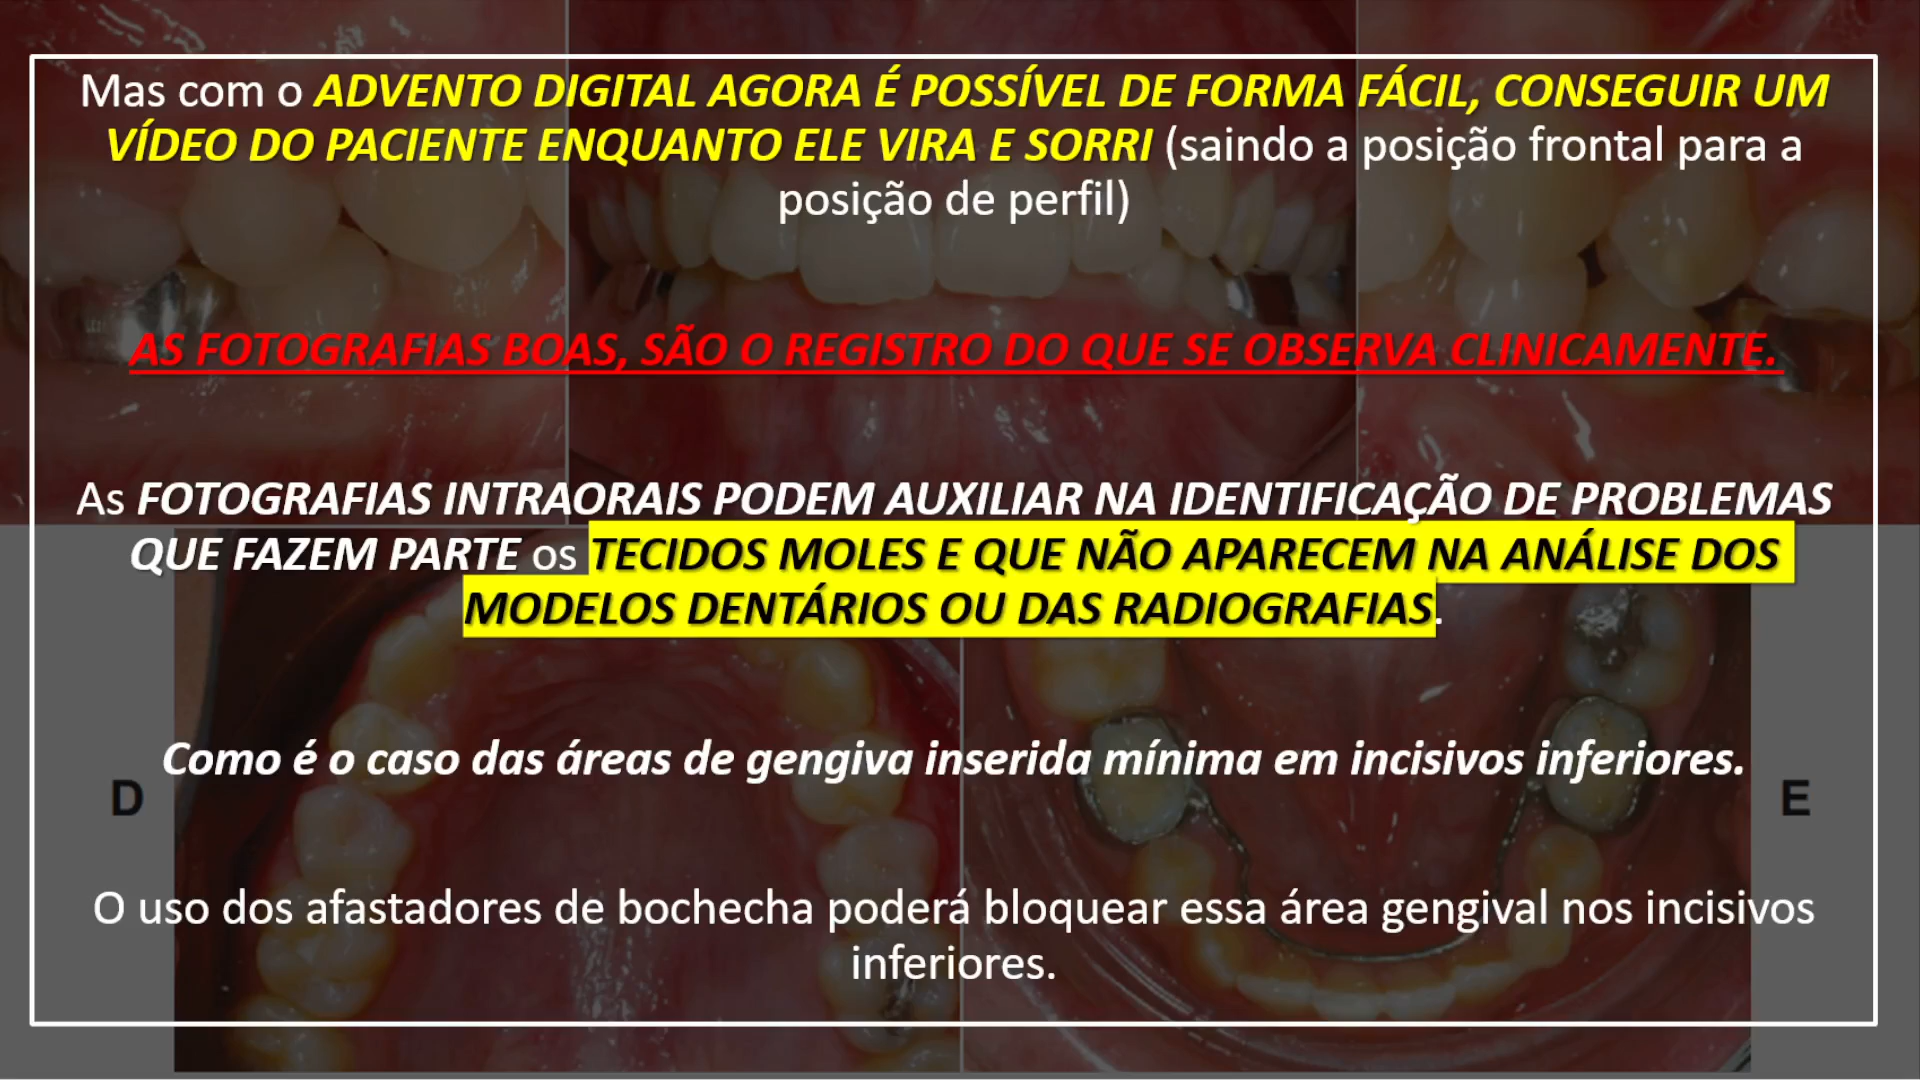 Mas com o ADVENTO DIGITAL AGORA É POSSÍVEL DE FORMA FÁCIL, CONSEGUIR UM
VÍDEO DO PACIENTE ENQUANTO ELE VIRA E SORRI (saindo a posição frontal para a
posição de perfil)
AS FOTOGRAFIAS BOAS, SÃO O REGISTRO DO QUE SE OBSERVA CLINICAMENTE.
As FOTOGRAFIAS INTRAORAIS PODEM AUXILIAR NA IDENTIFICAÇÃO DE PROBLEMAS
QUE FAZEM PARTE os TECIDOS MOLES E QUE NÃO APARECEM NA ANÁLISE DOS
MODELOS DENTÁRIOS OU DAS RADIOGRAFIAS.
Como é o caso das áreas de gengiva inserida mínima em incisivos inferiores.
D
E
O uso dos afastadores de bochecha poderá bloquear essa área gengival nos incisivos
inferiores.